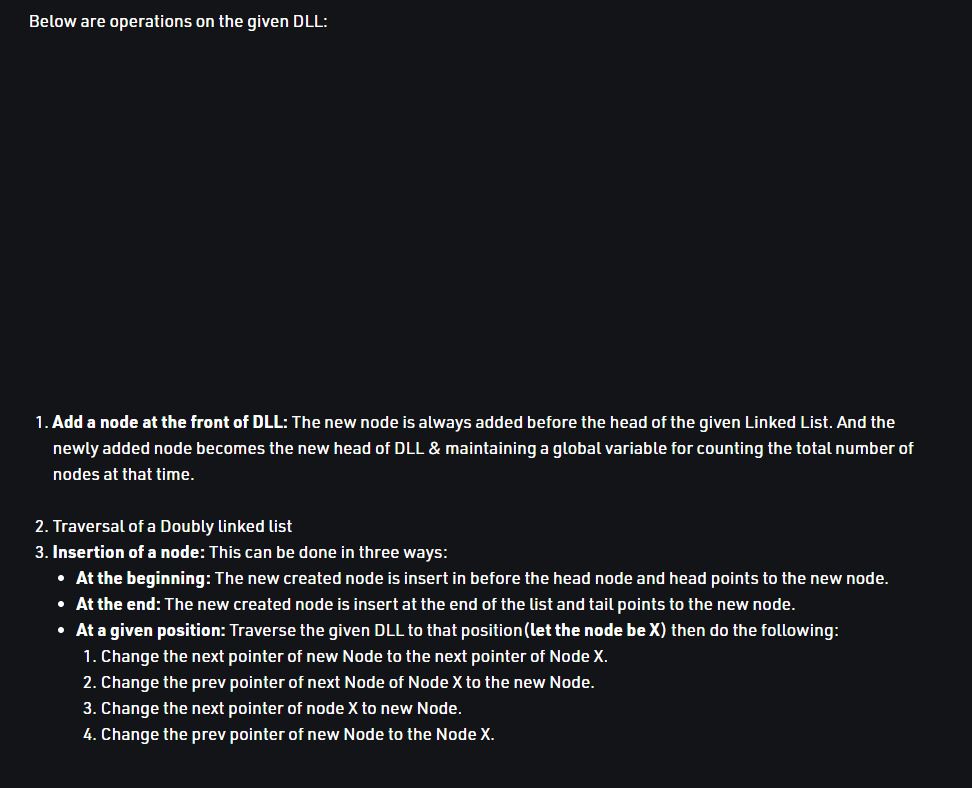 Below are operations on the given DLL:
1. Add a node at the front of DLL: The new node is always added before the head of the given Linked List. And the
newly added node becomes the new head of DLL & maintaining a global variable for counting the total number of
nodes at that time.
2. Traversal of a Doubly linked list
3. Insertion of a node: This can be done in three ways:
• At the beginning: The new created node is insert in before the head node and head points to the new node.
• At the end: The new created node is insert at the end of the list and tail points to the new node.
• At a given position: Traverse the given DLL to that position(let the node be X) then do the following:
1. Change the next pointer of new Node to the next pointer of Node X.
2. Change the prev pointer of next Node of Node X to the new Node.
3. Change the next pointer of node X to new Node.
4. Change the prev pointer of new Node to the Node X.